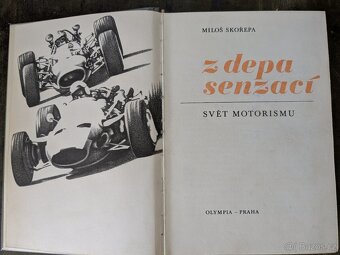 MILOŠ SKOŘEPA
z depa
senzací
SVĚT MOTORISMU
OLYMPIA – PRAHA